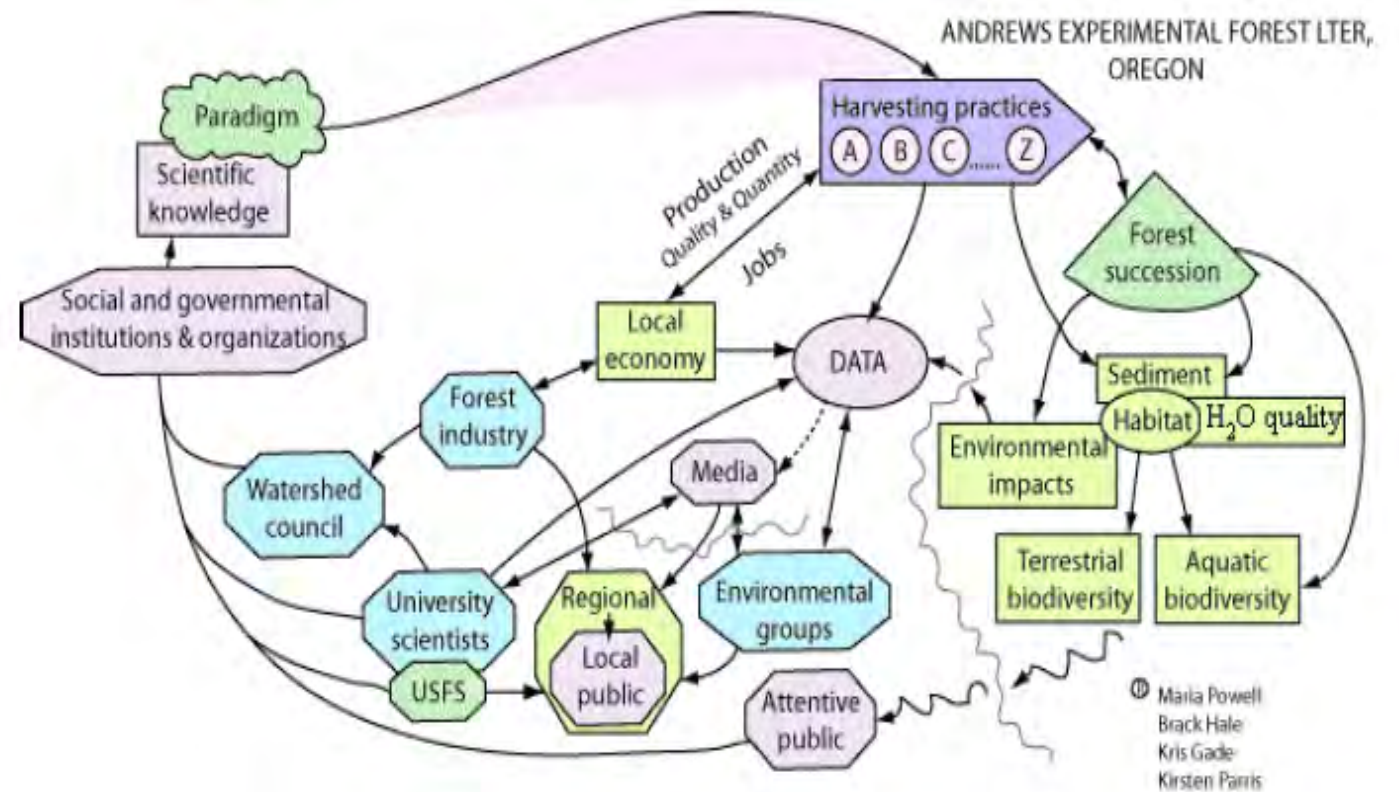 ANDREWS EXPERIMENTAL FOREST LTER,
OREGON
Paradigm
Scientific
knowledge
Social and governmental
institutions & organizations
Harvesting practices
A B C ...... Z
Production
Quality & Quantity
Jobs
Forest
succession
Local
economy
DATA
Sediment
Habitat
H₂O quality
Forest
industry
Environmental
impacts
Media
Watershed
council
Terrestrial
biodiversity
Aquatic
biodiversity
University
scientists
USFS
Regional
Local
public
Environmental
groups
Attentive
public
Maria Powell
Brack Hale
Kris Gade
Kirsten Parris